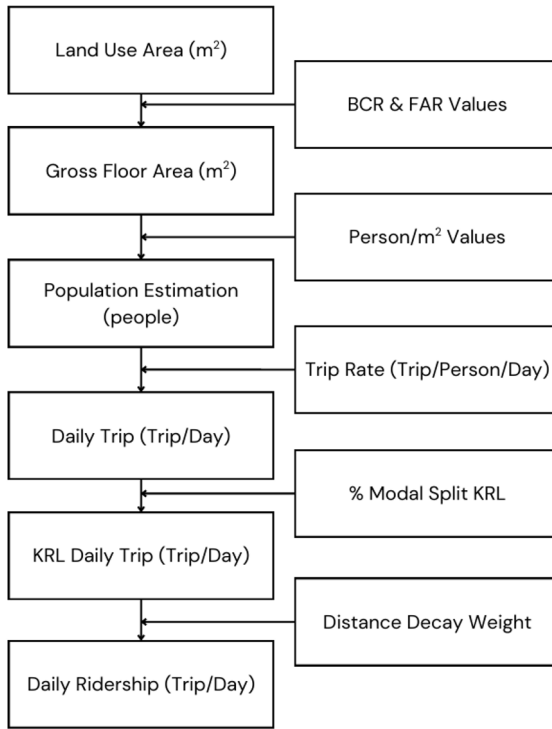 Land Use Area (m²)
BCR & FAR Values
Gross Floor Area (m²)
Person/m² Values
Population Estimation
(people)
Trip Rate (Trip/Person/Day)
Daily Trip (Trip/Day)
% Modal Split KRL
KRL Daily Trip (Trip/Day)
Distance Decay Weight
Daily Ridership (Trip/Day)